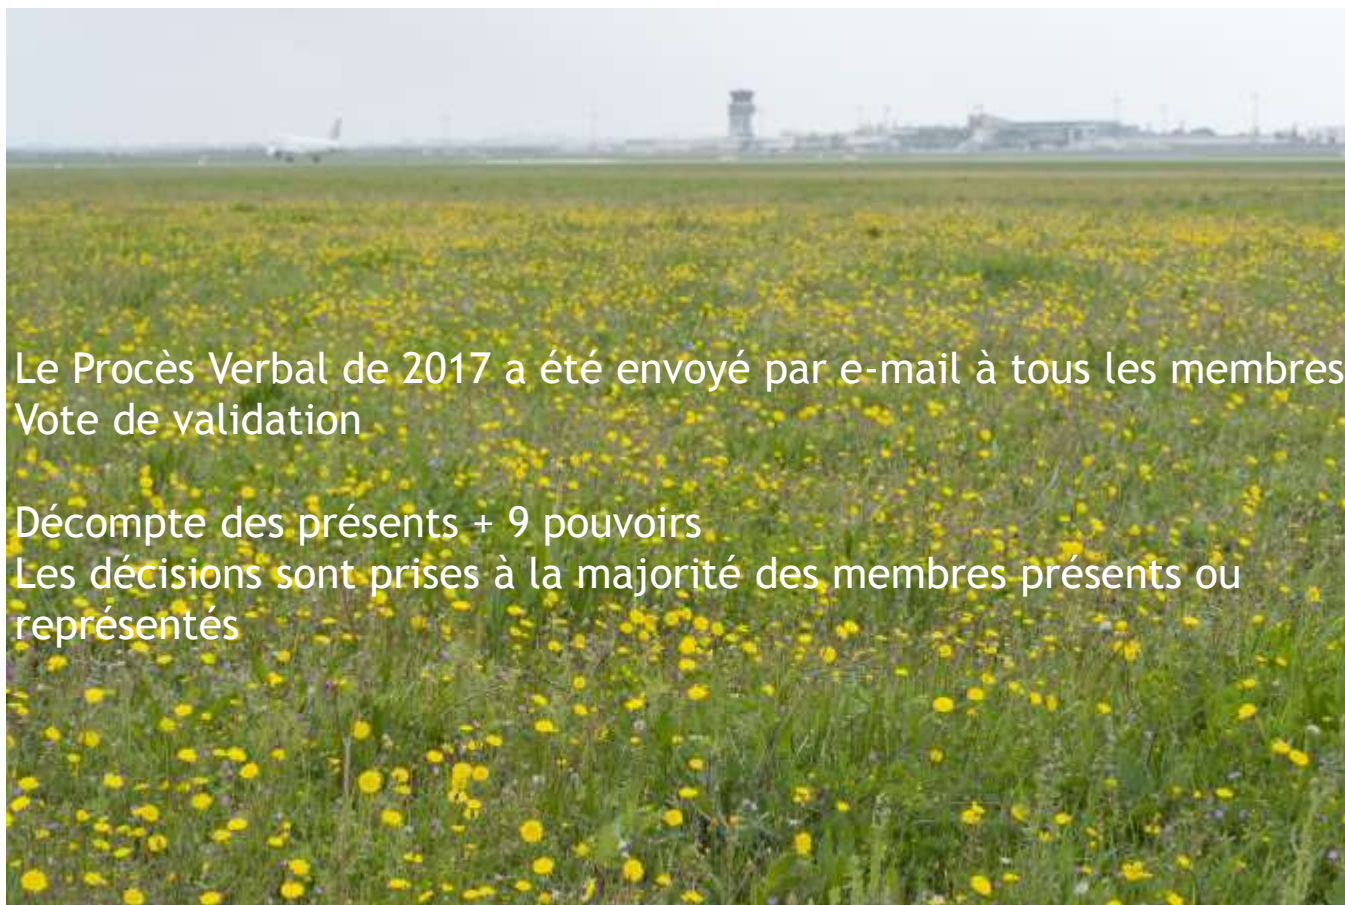 Le Procès Verbal de 2017 a été envoyé par e-mail à tous les membres
Vote de validation
Décompte des présents + 9 pouvoirs
Les décisions sont prises à la majorité des membres présents ou
représentés